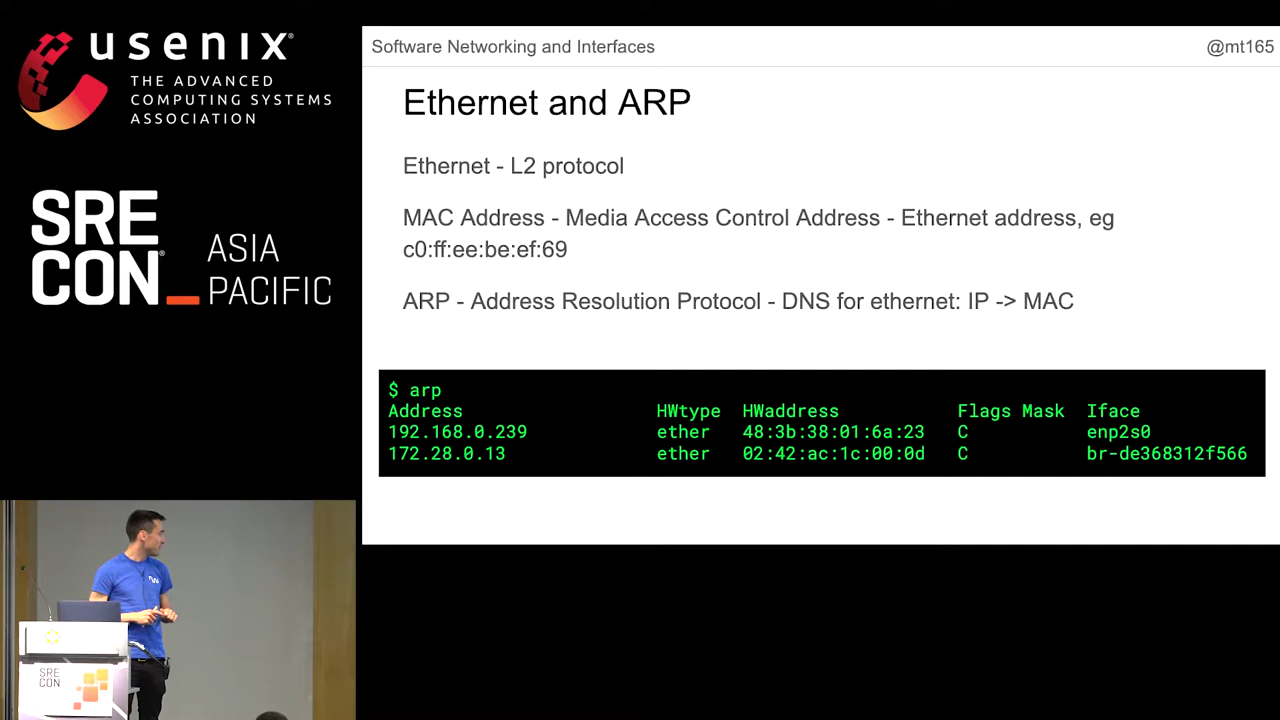 usenix
THE ADVANCED
COMPUTING SYSTEMS
ASSOCIATION
SRE
CON
ASIA
PACIFIC
Software Networking and Interfaces
@mt165
Ethernet and ARP
Ethernet - L2 protocol
MAC Address - Media Access Control Address - Ethernet address, eg
c0:ff:ee:be:ef:69
ARP - Address Resolution Protocol - DNS for ethernet: IP -> MAC
$ arp
Address HWtype HWaddress Flags Mask Iface
192.168.0.239 ether 48:3b:38:01:6a:23 C enp2s0
172.28.0.13 ether 02:42:ac:1c:00:0d C br-de368312f566
SRE
CON